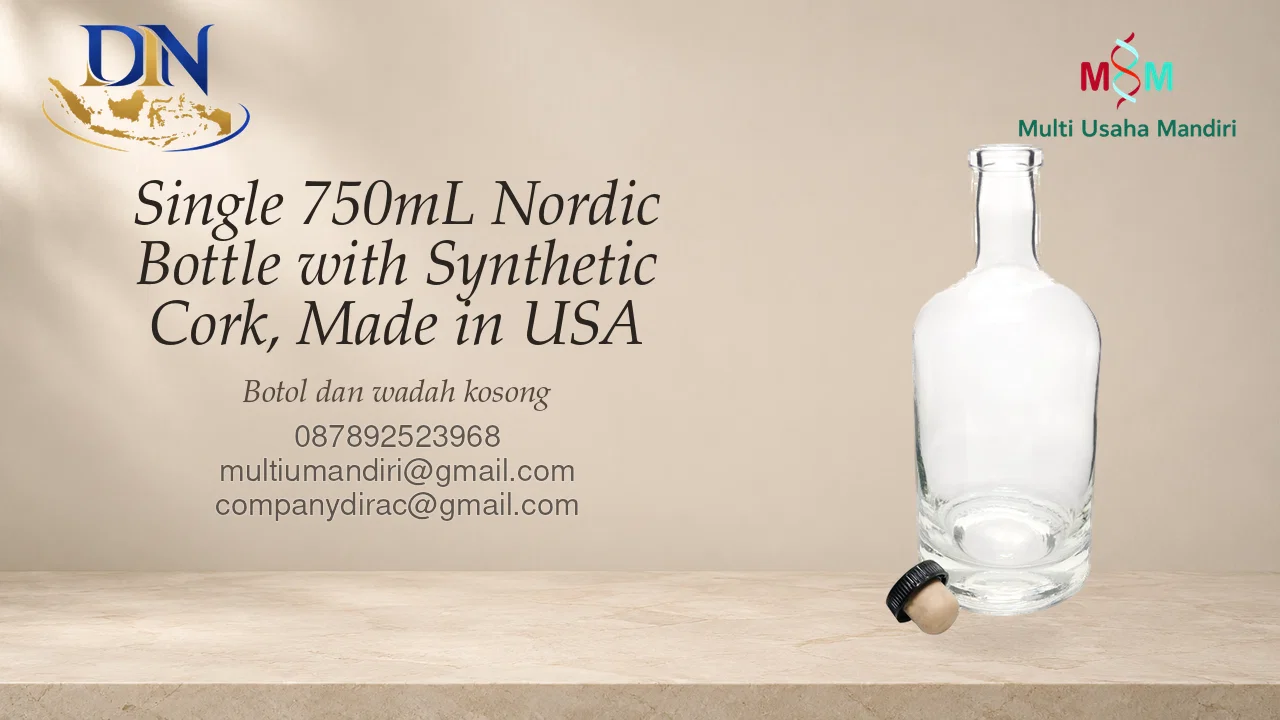 DN
M M
Multi Usaha Mandiri
Single 750mL Nordic
Bottle with Synthetic
Cork, Made in USA
Botol dan wadah kosong
087892523968
multiumandiri@gmail.com
companydirac@gmail.com